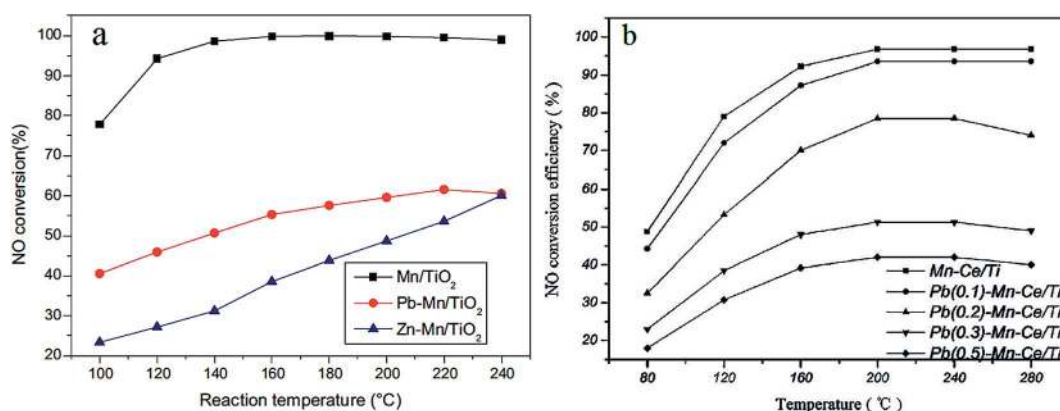 a
NO conversion(%)
100
90
80
70
60
50
40
30
20
100 120 140 160 180 200 220 240
Reaction temperature (°C)
Mn/TiO2
Pb-Mn/TiO2
Zn-Mn/TiO2
b
NO conversion efficiency ( % )
100
90
80
70
60
50
40
30
20
80 120 160 200 240 280
Temperature ( ℃ )
Mn-Ce/Ti
Pb(0.1)-Mn-Ce/Ti
Pb(0.2)-Mn-Ce/Ti
Pb(0.3)-Mn-Ce/Ti
Pb(0.5)-Mn-Ce/Ti